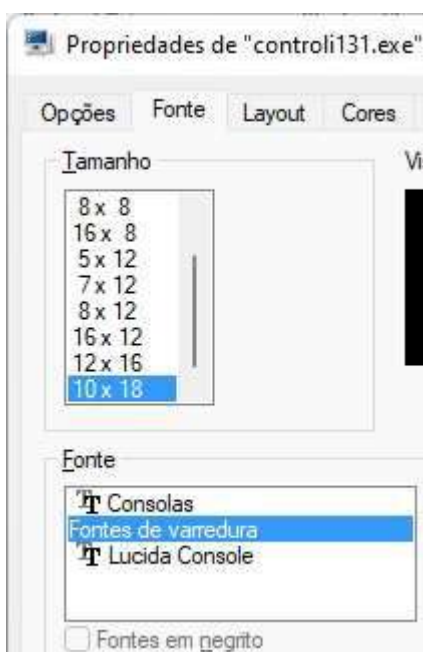 Propriedades de "controli131.exe"
Opções Fonte Layout Cores
Tamanho
Vi
8 x 8
16 x 8
5 x 12
7 x 12
8 x 12
16 x 12
12 x 16
10 x 18
Fonte
Consolas
Fontes de varredura
Lucida Console
Fontes em negrito